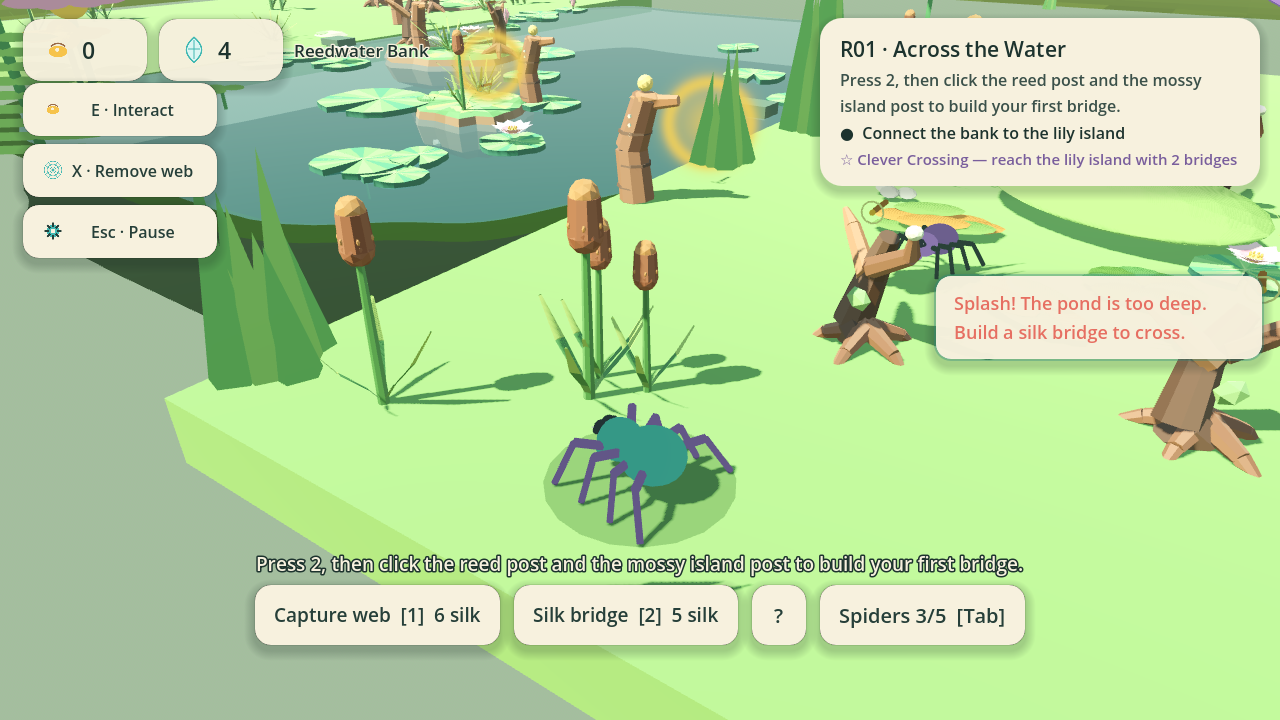 0
4
Reedwater Bank
E · Interact
X · Remove web
Esc · Pause
R01 · Across the Water
Press 2, then click the reed post and the mossy
island post to build your first bridge.
● Connect the bank to the lily island
☆ Clever Crossing — reach the lily island with 2 bridges
Splash! The pond is too deep.
Build a silk bridge to cross.
Press 2, then click the reed post and the mossy island post to build your first bridge.
Capture web [1] 6 silk
Silk bridge [2] 5 silk
?
Spiders 3/5 [Tab]